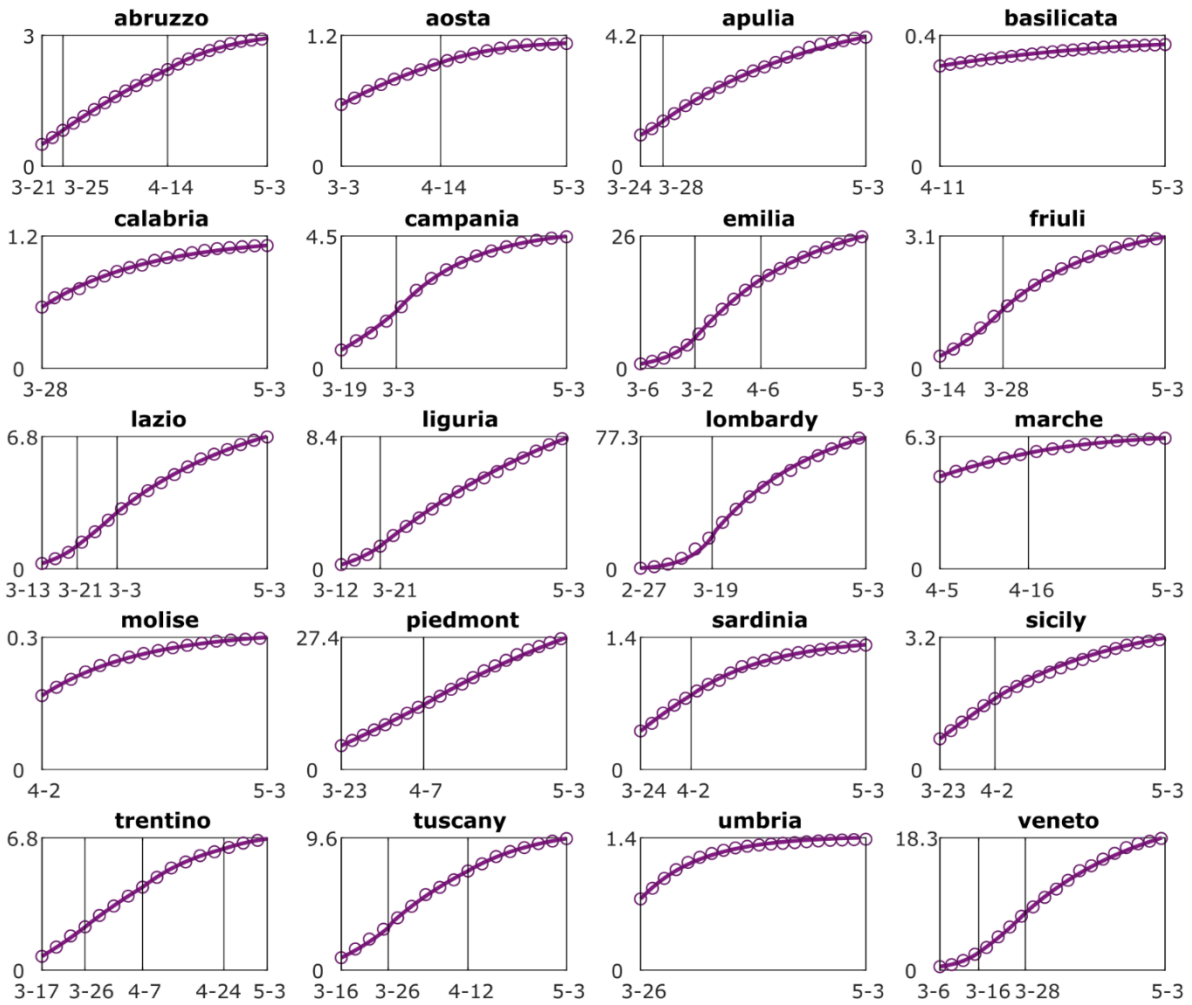 abruzzo aosta apulia basilicata
3 1.2 4.2 0.4
0 0 0 0
3-21 3-25 4-14 5-3 3-3 4-14 5-3 3-24 3-28 5-3 4-11 5-3
calabria campania emilia friuli
1.2 4.5 26 3.1
0 0 0 0
3-28 5-3 3-19 3-3 5-3 3-6 3-2 4-6 5-3 3-14 3-28 5-3
lazio liguria lombardy marche
6.8 8.4 77.3 6.3
0 0 0 0
3-13 3-21 3-3 5-3 3-12 3-21 5-3 2-27 3-19 5-3 4-5 4-16 5-3
molise piedmont sardinia sicily
0.3 27.4 1.4 3.2
0 0 0 0
4-2 5-3 3-23 4-7 5-3 3-24 4-2 5-3 3-23 4-2 5-3
trentino tuscany umbria veneto
6.8 9.6 1.4 18.3
0 0 0 0
3-17 3-26 4-7 4-24 5-3 3-16 3-26 4-12 5-3 3-26 5-3 3-6 3-16 3-28 5-3